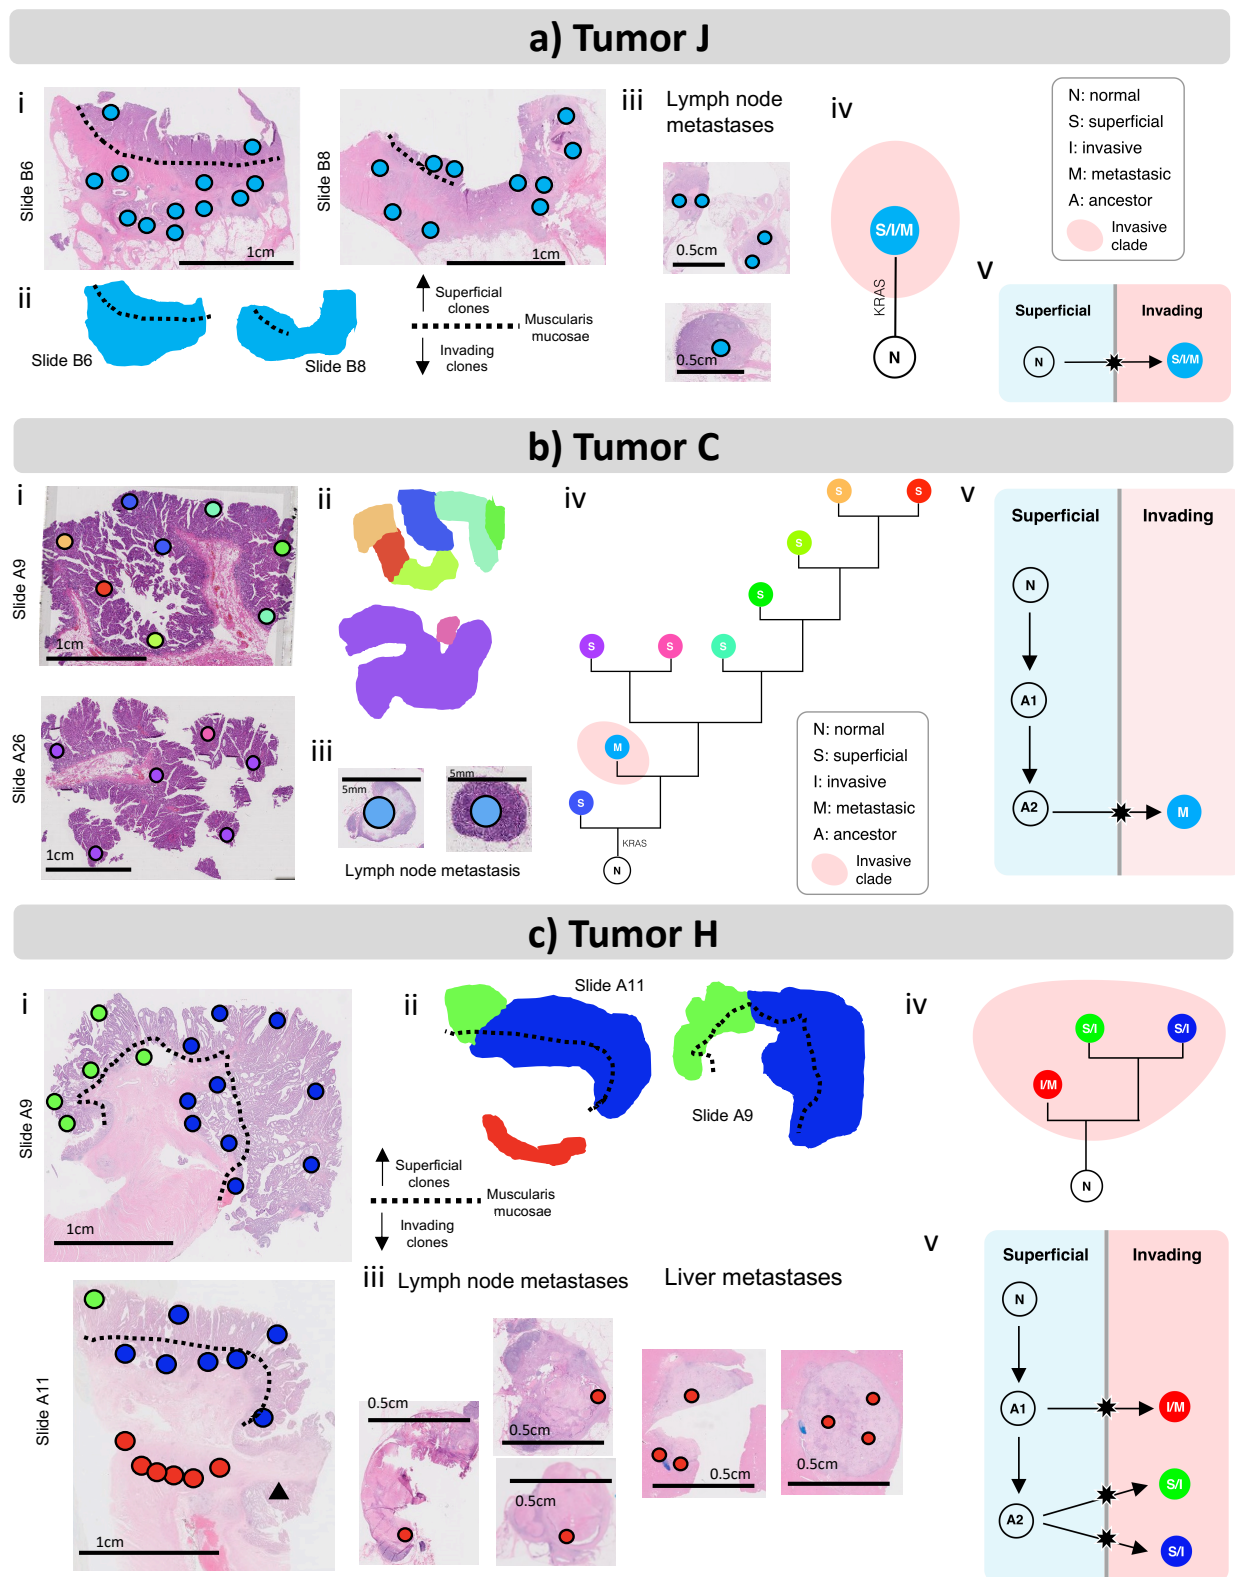 a) Tumor J
i
Slide B6
1cm
Slide B8
1cm
ii
Slide B6
Slide B8
Superficial
clones
Muscularis
mucosae
Invading
clones
iii
Lymph node
metastases
0.5cm
0.5cm
iv
S/I/M
KRAS
N
N: normal
S: superficial
I: invasive
M: metastasic
A: ancestor
Invasive
clade
v
Superficial
Invading
N
S/I/M
b) Tumor C
i
Slide A9
1cm
Slide A26
1cm
ii
iii
5mm
5mm
Lymph node metastasis
iv
S
S
S
S
S
S
S
M
S
KRAS
N
N: normal
S: superficial
I: invasive
M: metastasic
A: ancestor
Invasive
clade
v
Superficial
Invading
N
A1
A2
M
c) Tumor H
i
Slide A9
1cm
Slide A11
1cm
ii
Slide A11
Slide A9
Superficial
clones
Muscularis
mucosae
Invading
clones
iii
Lymph node metastases
Liver metastases
0.5cm
0.5cm
0.5cm
0.5cm
0.5cm
iv
S/I
S/I
I/M
N
v
Superficial
Invading
N
A1
I/M
S/I
A2
S/I